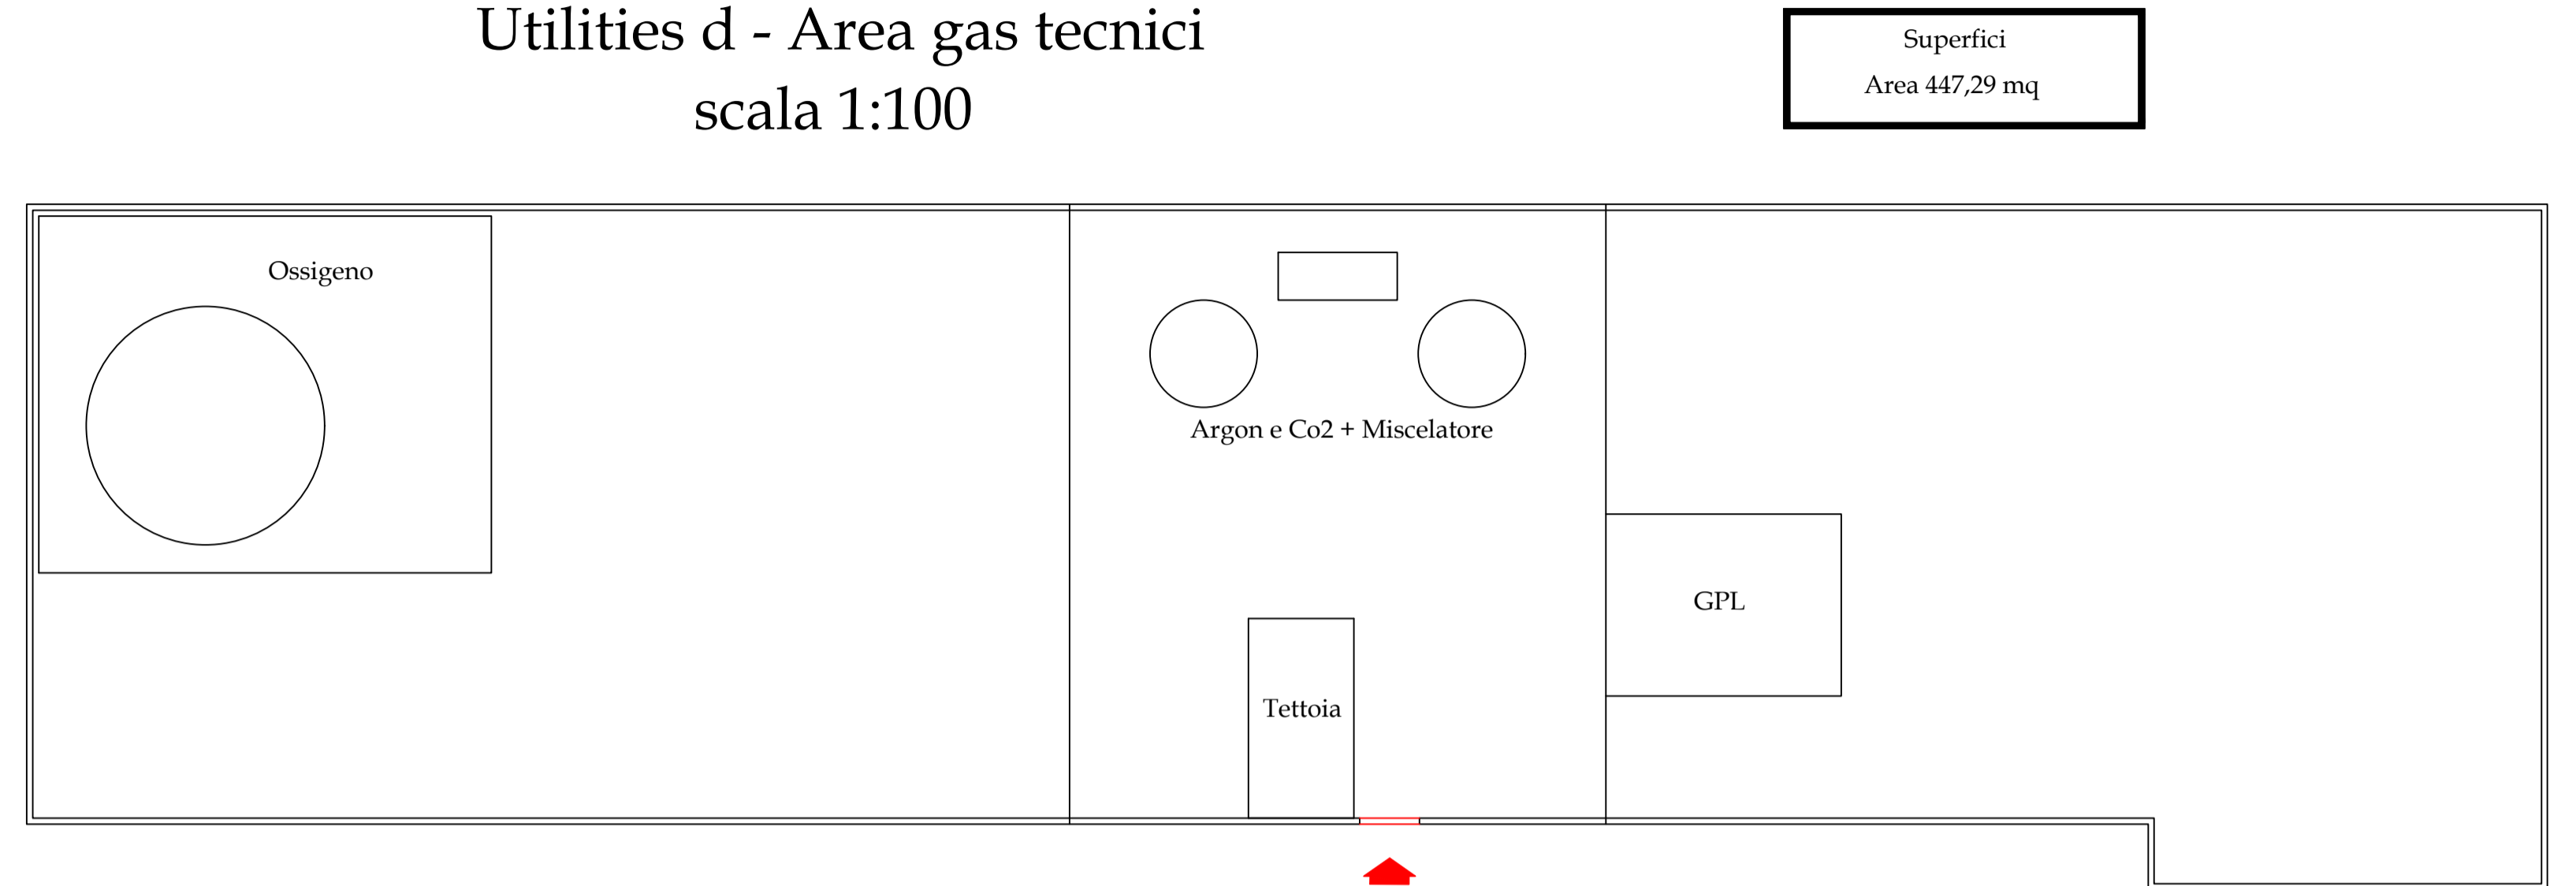 Utilities d - Area gas tecnici
scala 1:100
Superfici
Area 447,29 mq
Ossigeno
Argon e Co2 + Miscelatore
GPL
Tettoia